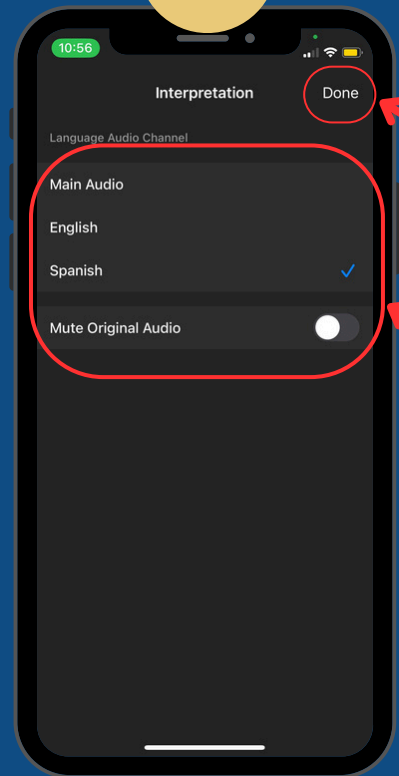 10:56
Interpretation Done
Language Audio Channel
Main Audio
English
Spanish
Mute Original Audio